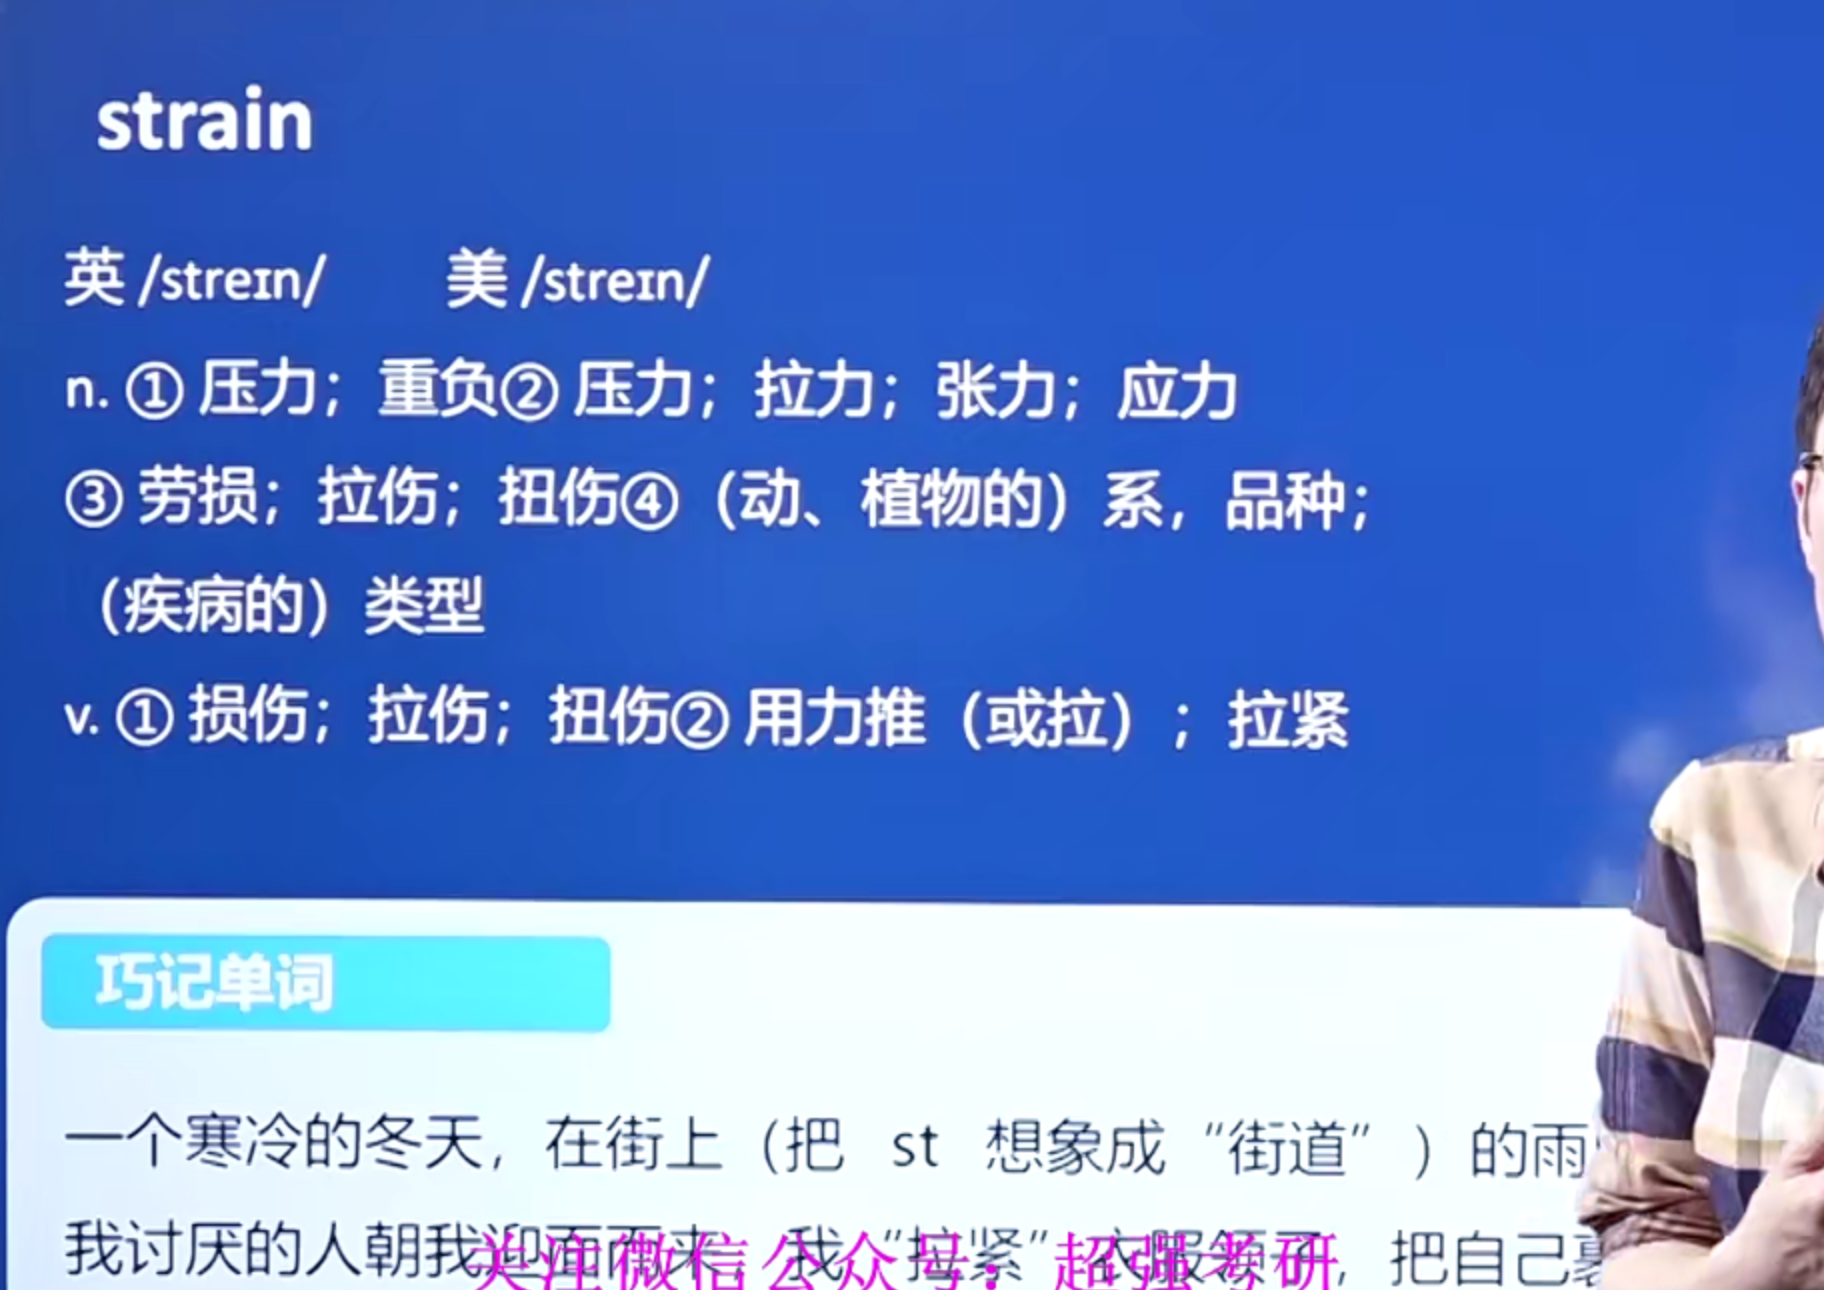 strain
英 /streɪn/ 美 /streɪn/
n. ① 压力；重负② 压力；拉力；张力；应力
③ 劳损；拉伤；扭伤④（动、植物的）系，品种；
（疾病的）类型
v. ① 损伤；拉伤；扭伤② 用力推（或拉）；拉紧
巧记单词
一个寒冷的冬天，在街上（把 st 想象成“街道”）的雨
我讨厌的人朝我迎面而来，我“拉紧”衣服领子，把自己
关注微信公众号：超强考研